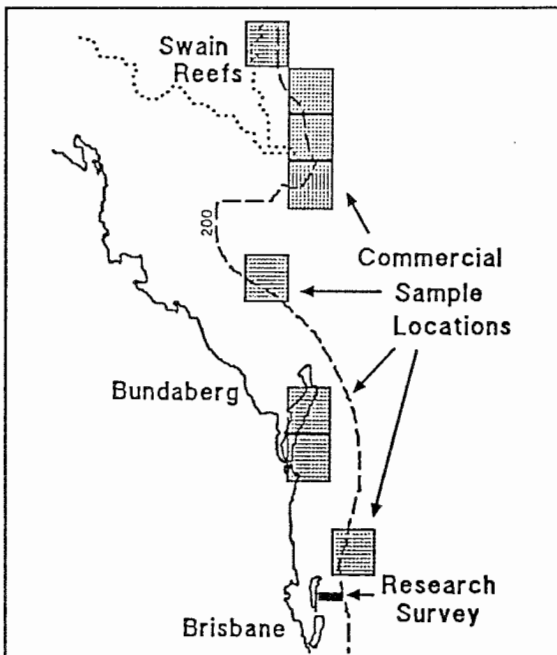 Swain
Reefs
200
Commercial
Sample
Locations
Bundaberg
Research
Survey
Brisbane